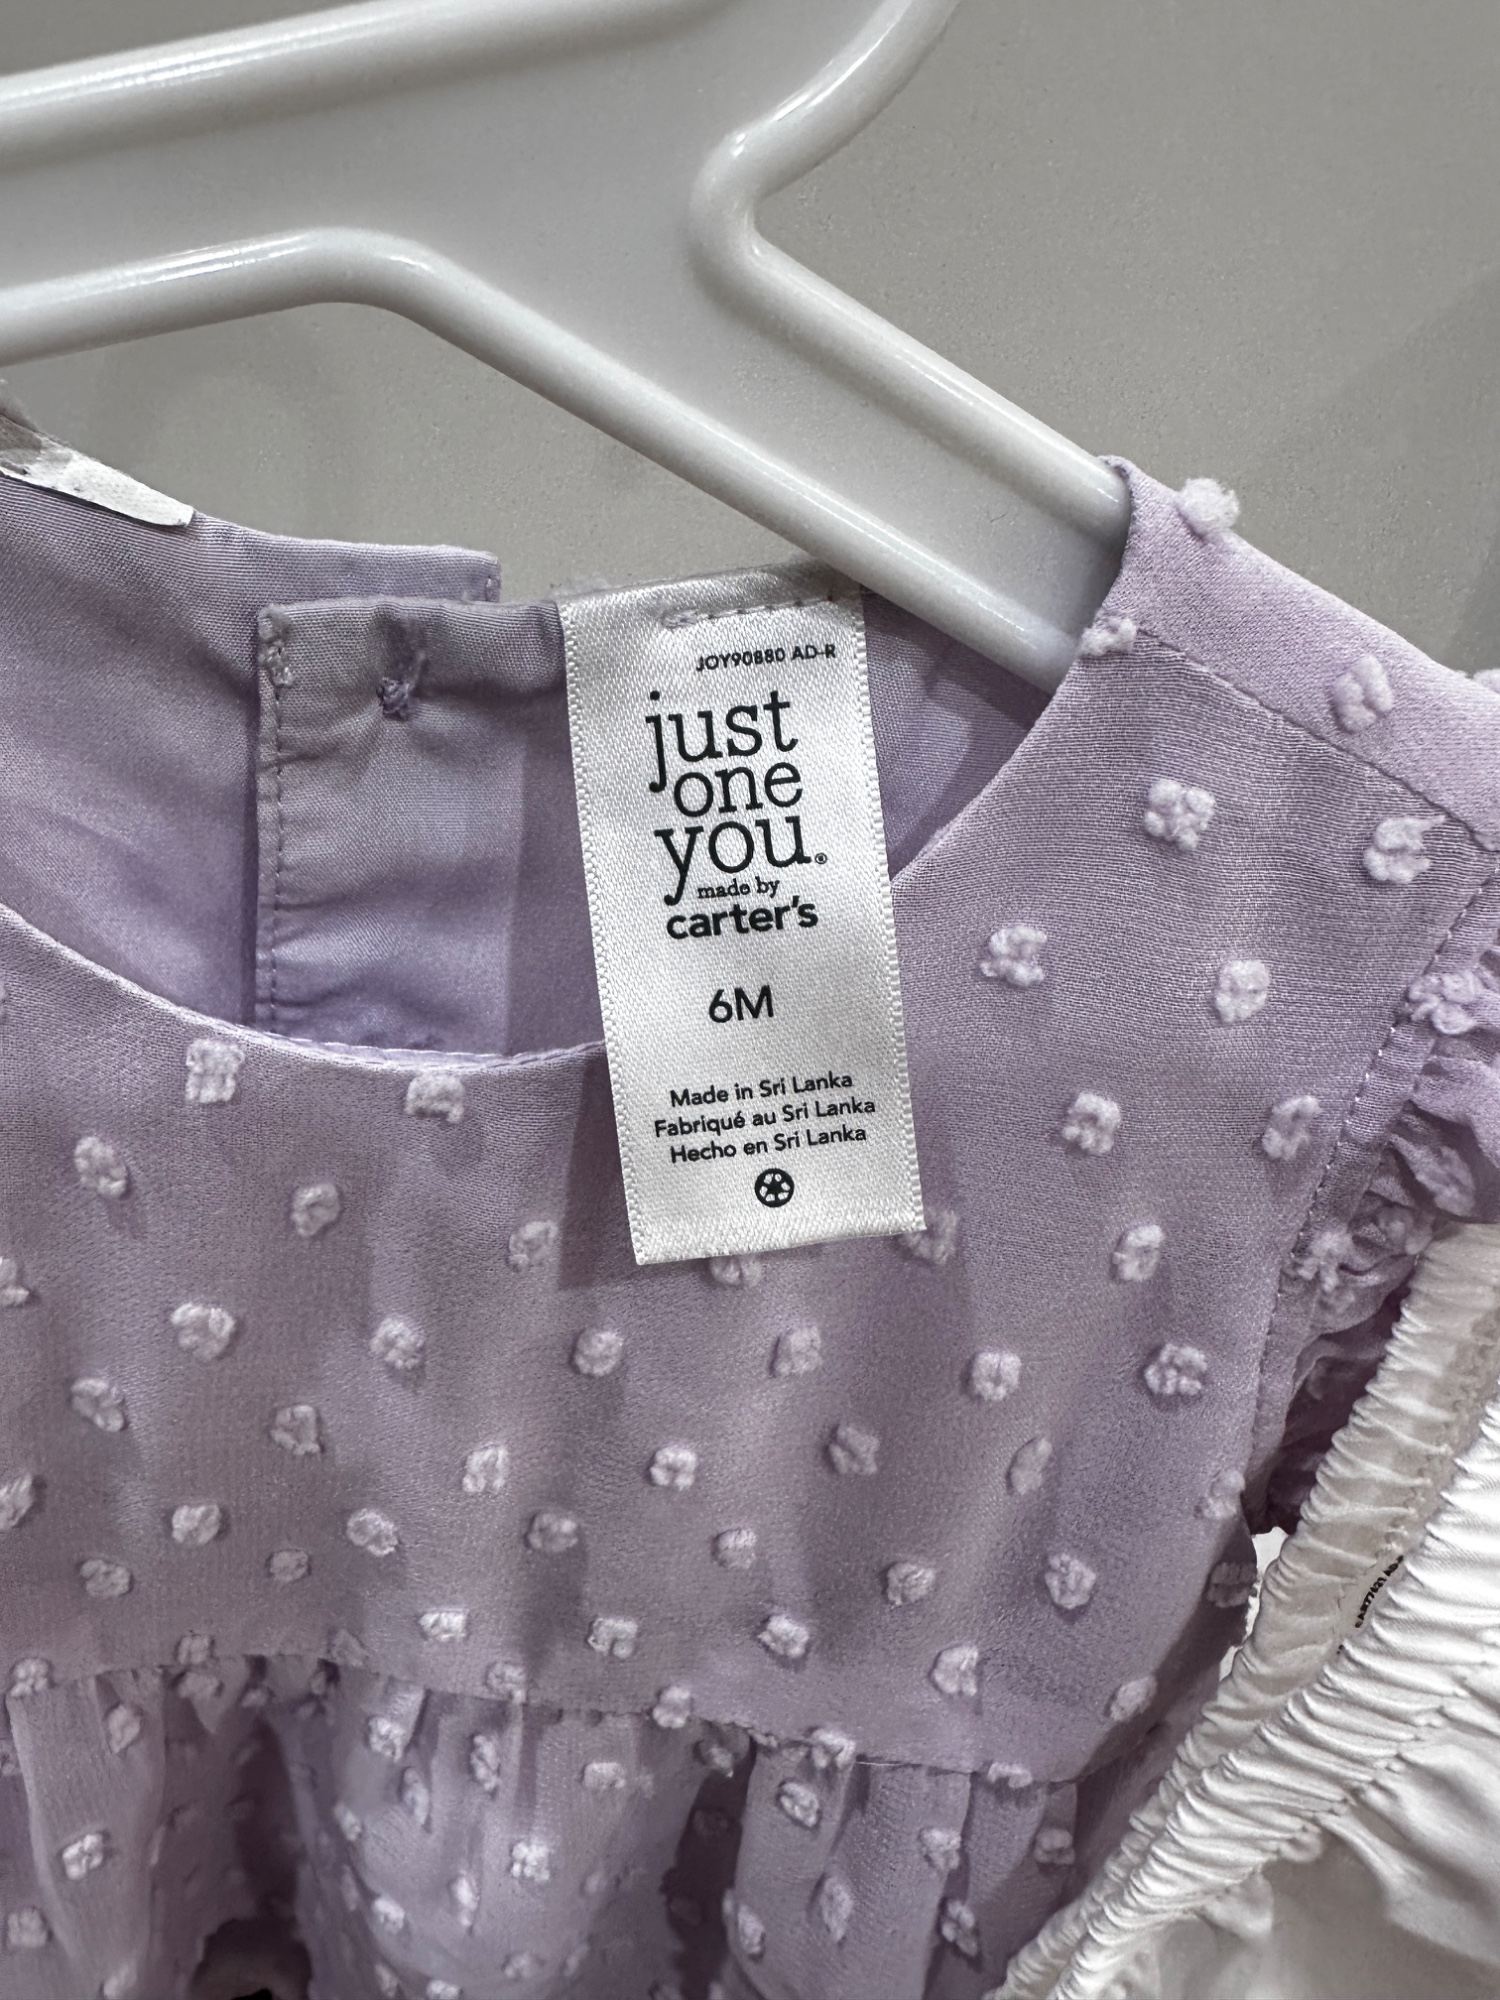 JOY90880 AD-R
just
one
you.®
made by
carter's
6M
Made in Sri Lanka
Fabriqué au Sri Lanka
Hecho en Sri Lanka